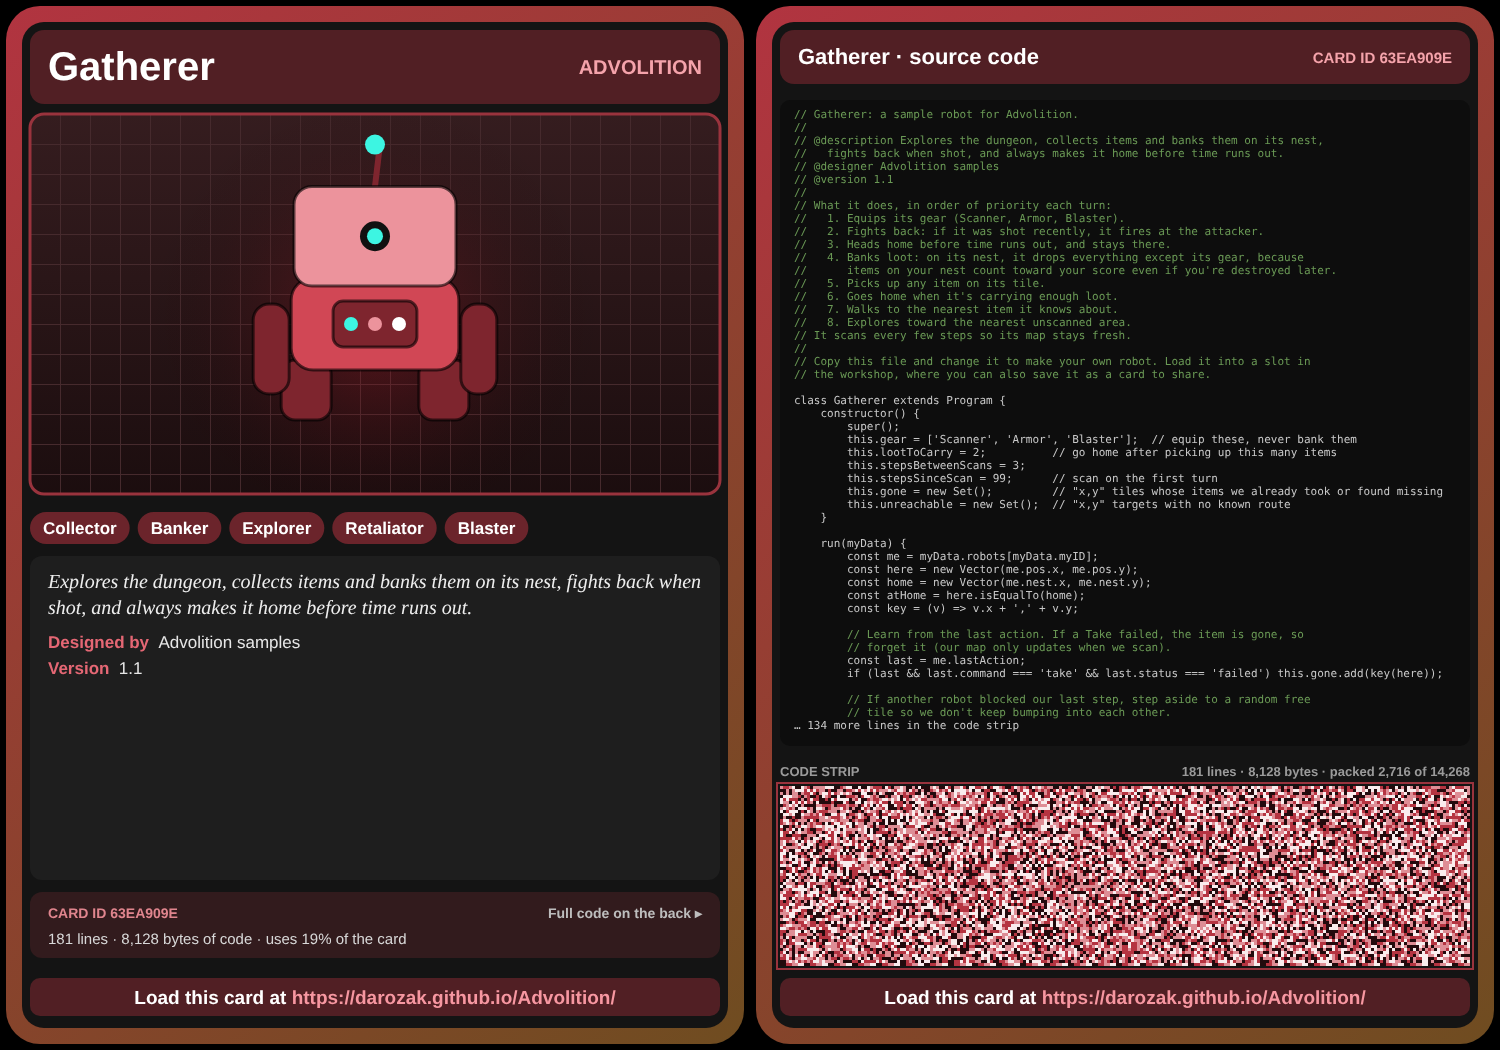 Gatherer
ADVOLITION
Collector
Banker
Explorer
Retaliator
Blaster
Explores the dungeon, collects items and banks them on its nest, fights back when
shot, and always makes it home before time runs out.
Designed by Advolition samples
Version 1.1
CARD ID 63EA909E
Full code on the back ▸
181 lines · 8,128 bytes of code · uses 19% of the card
Load this card at https://darozak.github.io/Advolition/
Gatherer · source code
CARD ID 63EA909E
// Gatherer: a sample robot for Advolition.
//
// @description Explores the dungeon, collects items and banks them on its nest,
//   fights back when shot, and always makes it home before time runs out.
// @designer Advolition samples
// @version 1.1
//
// What it does, in order of priority each turn:
//   1. Equips its gear (Scanner, Armor, Blaster).
//   2. Fights back: if it was shot recently, it fires at the attacker.
//   3. Heads home before time runs out, and stays there.
//   4. Banks loot: on its nest, it drops everything except its gear, because
//      items on your nest count toward your score even if you're destroyed later.
//   5. Picks up any item on its tile.
//   6. Goes home when it's carrying enough loot.
//   7. Walks to the nearest item it knows about.
//   8. Explores toward the nearest unscanned area.
// It scans every few steps so its map stays fresh.
//
// Copy this file and change it to make your own robot. Load it into a slot in
// the workshop, where you can also save it as a card to share.
class Gatherer extends Program {
    constructor() {
        super();
        this.gear = ['Scanner', 'Armor', 'Blaster'];  // equip these, never bank them
        this.lootToCarry = 2;          // go home after picking up this many items
        this.stepsBetweenScans = 3;
        this.stepsSinceScan = 99;      // scan on the first turn
        this.gone = new Set();         // "x,y" tiles whose items we already took or found missing
        this.unreachable = new Set();  // "x,y" targets with no known route
    }
    run(myData) {
        const me = myData.robots[myData.myID];
        const here = new Vector(me.pos.x, me.pos.y);
        const home = new Vector(me.nest.x, me.nest.y);
        const atHome = here.isEqualTo(home);
        const key = (v) => v.x + ',' + v.y;
        // Learn from the last action. If a Take failed, the item is gone, so
        // forget it (our map only updates when we scan).
        const last = me.lastAction;
        if (last && last.command === 'take' && last.status === 'failed') this.gone.add(key(here));
        // If another robot blocked our last step, step aside to a random free
        // tile so we don't keep bumping into each other.
… 134 more lines in the code strip
CODE STRIP
181 lines · 8,128 bytes · packed 2,716 of 14,268
Load this card at https://darozak.github.io/Advolition/